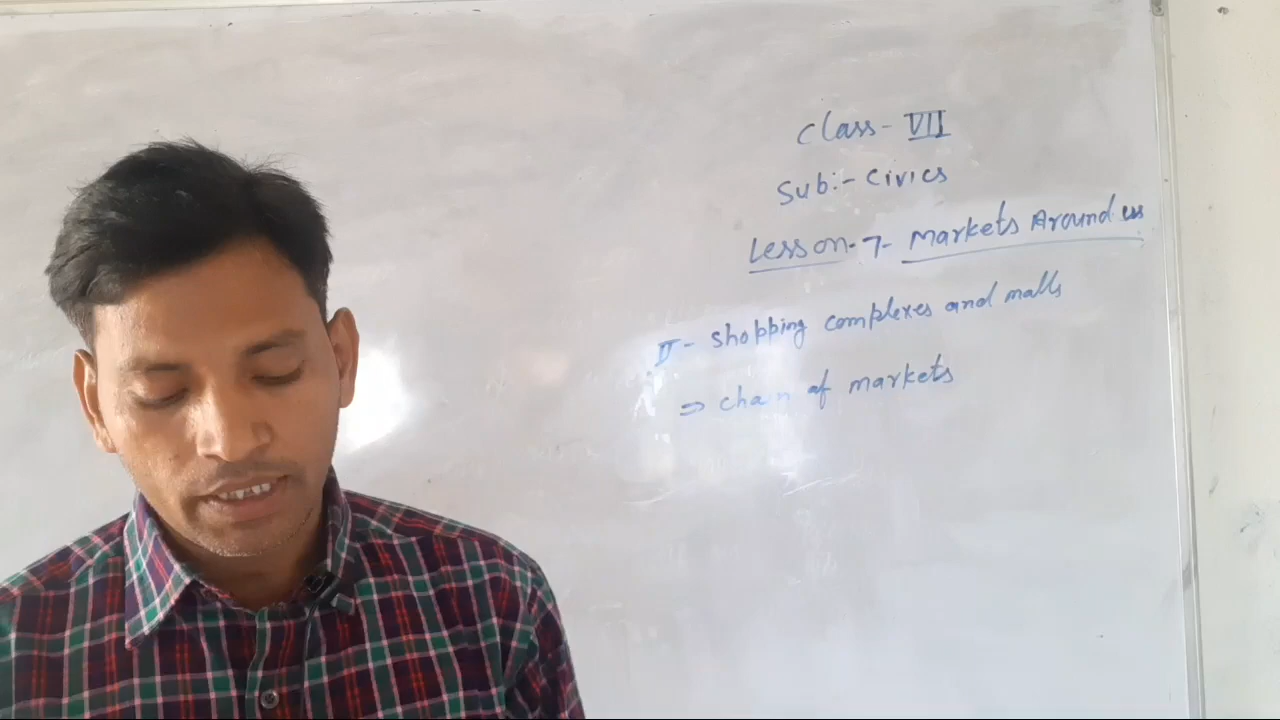 Class- VII
Sub:- Civics
Lesson-7- Markets Around us
II- Shopping complexes and malls
⇒ chain of markets